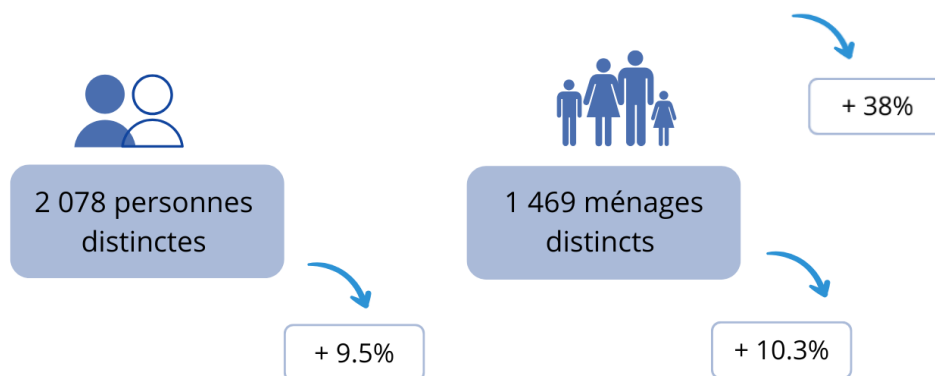 + 38%
2 078 personnes
distinctes
1 469 ménages
distincts
+ 9.5%
+ 10.3%